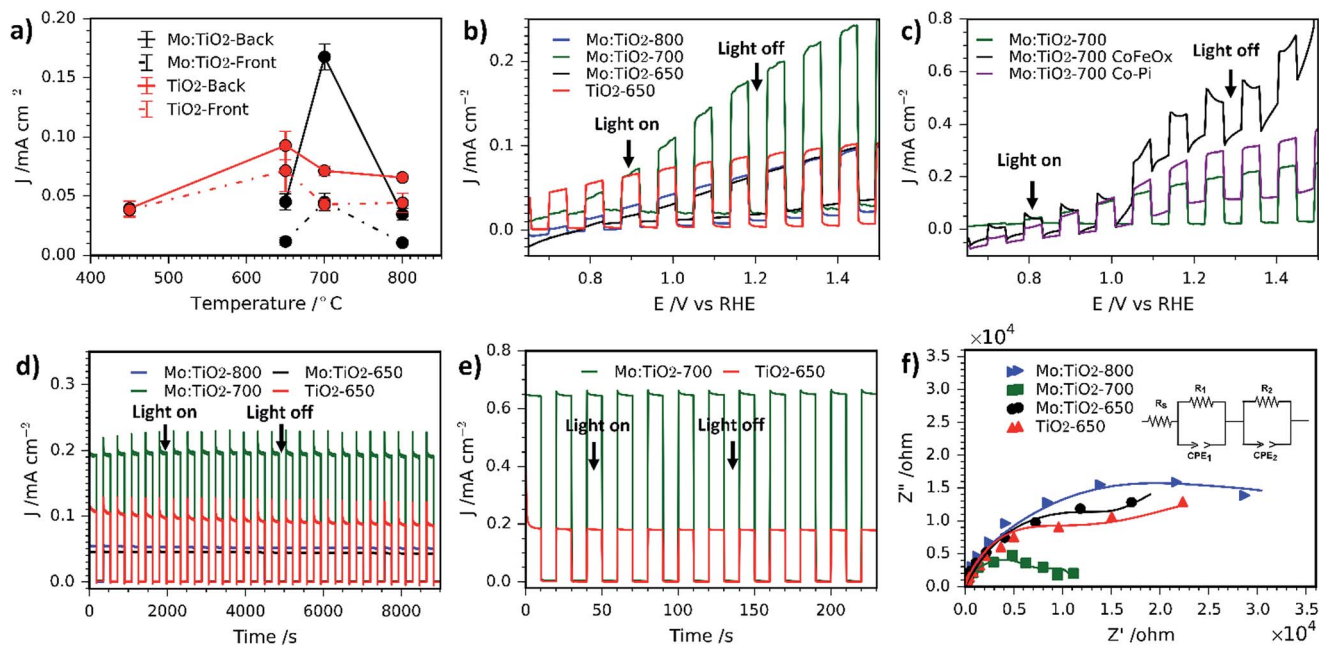 a)
J /mA cm⁻²
0.20
0.15
0.10
0.05
0.00
Mo:TiO2-Back
Mo:TiO2-Front
TiO2-Back
TiO2-Front
400 500 600 700 800
Temperature /°C
b)
J /mA cm⁻²
0.2
0.1
0.0
Mo:TiO2-800
Mo:TiO2-700
Mo:TiO2-650
TiO2-650
Light off
Light on
0.8 1.0 1.2 1.4
E /V vs RHE
c)
J /mA cm⁻²
0.8
0.4
0.0
Mo:TiO2-700
Mo:TiO2-700 CoFeOx
Mo:TiO2-700 Co-Pi
Light off
Light on
0.8 1.0 1.2 1.4
E /V vs RHE
d)
J /mA cm⁻²
0.3
0.2
0.1
0.0
Mo:TiO2-800 Mo:TiO2-650
Mo:TiO2-700 TiO2-650
Light on Light off
0 2000 4000 6000 8000
Time /s
e)
J /mA cm⁻²
0.8
0.6
0.4
0.2
0.0
Mo:TiO2-700 TiO2-650
Light on Light off
0 50 100 150 200
Time /s
f)
×10⁴
Z'' /ohm
3.5
3.0
2.5
2.0
1.5
1.0
0.5
0.0
Mo:TiO2-800
Mo:TiO2-700
Mo:TiO2-650
TiO2-650
RS R1 R2
CPE1 CPE2
0.0 0.5 1.0 1.5 2.0 2.5 3.0 3.5
Z' /ohm ×10⁴